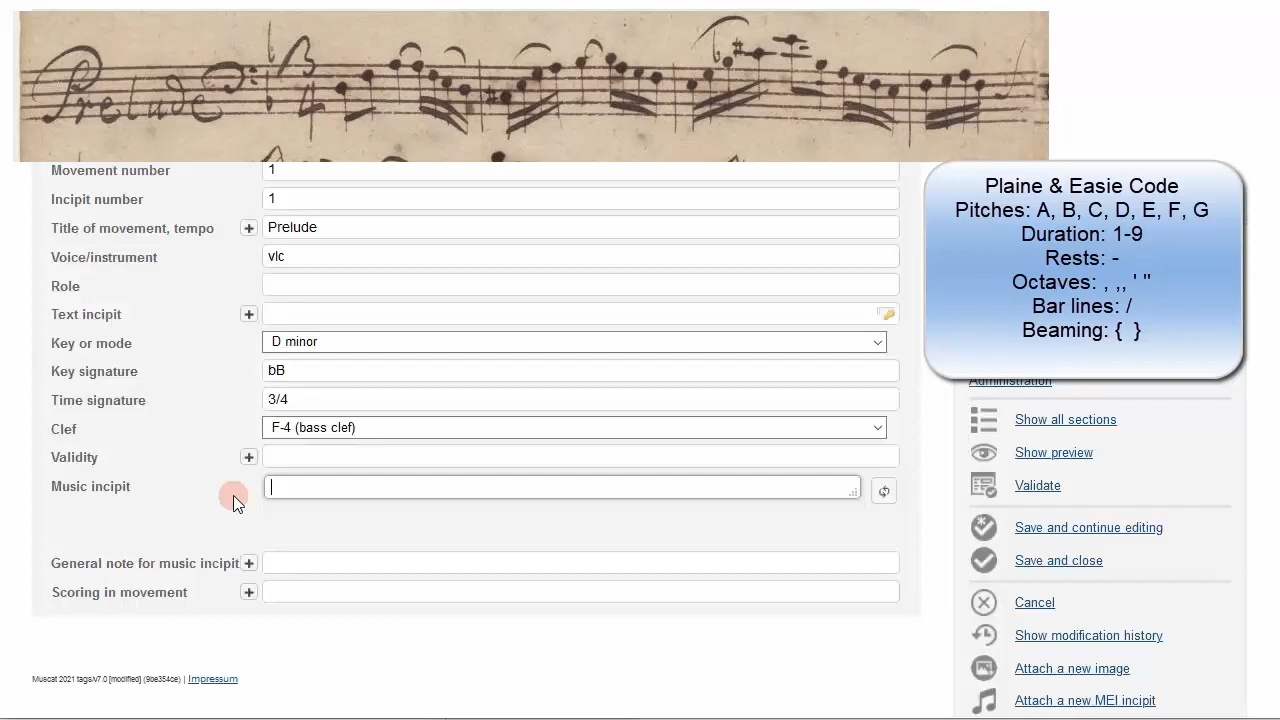 Prelude
3
4
Movement number 1
Incipit number 1
Title of movement, tempo Prelude
Voice/instrument vlc
Role
Text incipit
Key or mode D minor
Key signature bB
Time signature 3/4
Clef F-4 (bass clef)
Validity
Music incipit
General note for music incipit
Scoring in movement
Plaine & Easie Code
Pitches: A, B, C, D, E, F, G
Duration: 1-9
Rests: -
Octaves: , ,, ' "
Bar lines: /
Beaming: { }
Administration
Show all sections
Show preview
Validate
Save and continue editing
Save and close
Cancel
Show modification history
Attach a new image
Attach a new MEI incipit
Muscat 2021 tags/v7.0 [modified] (9be354ce) | Impressum